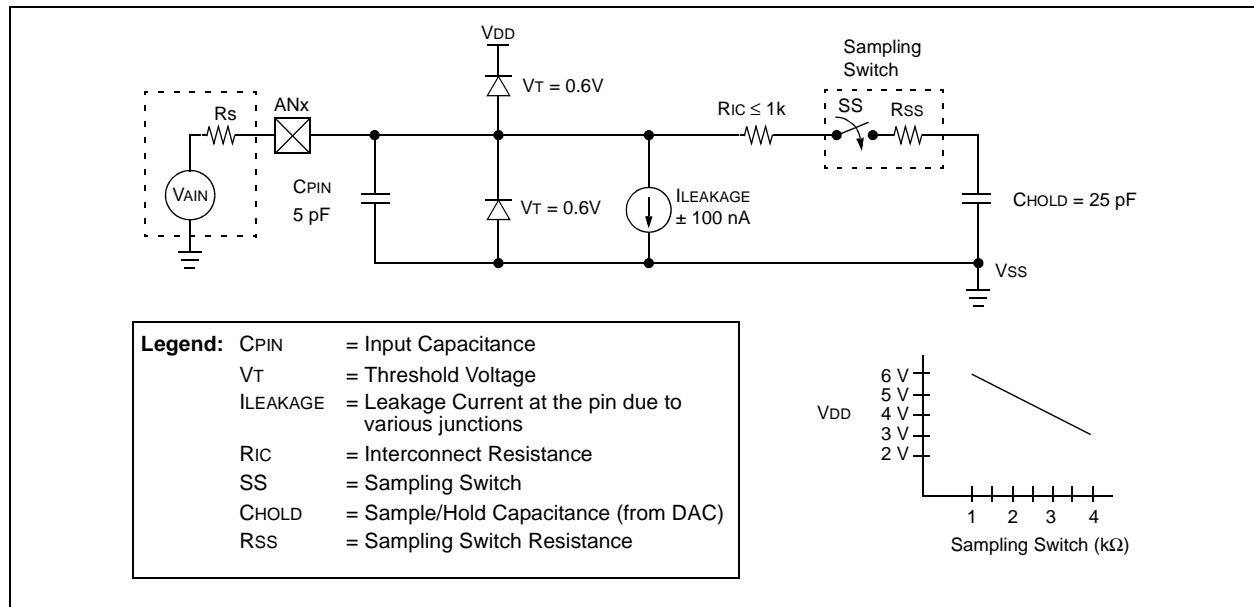 VDD
Sampling
Switch
VT = 0.6V
RS
ANx
RIC ≤ 1k
SS
RSS
VAIN
CPIN
5 pF
VT = 0.6V
ILEAKAGE
± 100 nA
CHOLD = 25 pF
VSS
Legend: CPIN = Input Capacitance
VT = Threshold Voltage
ILEAKAGE = Leakage Current at the pin due to
various junctions
RIC = Interconnect Resistance
SS = Sampling Switch
CHOLD = Sample/Hold Capacitance (from DAC)
RSS = Sampling Switch Resistance
VDD
6 V
5 V
4 V
3 V
2 V
1 2 3 4
Sampling Switch (kΩ)